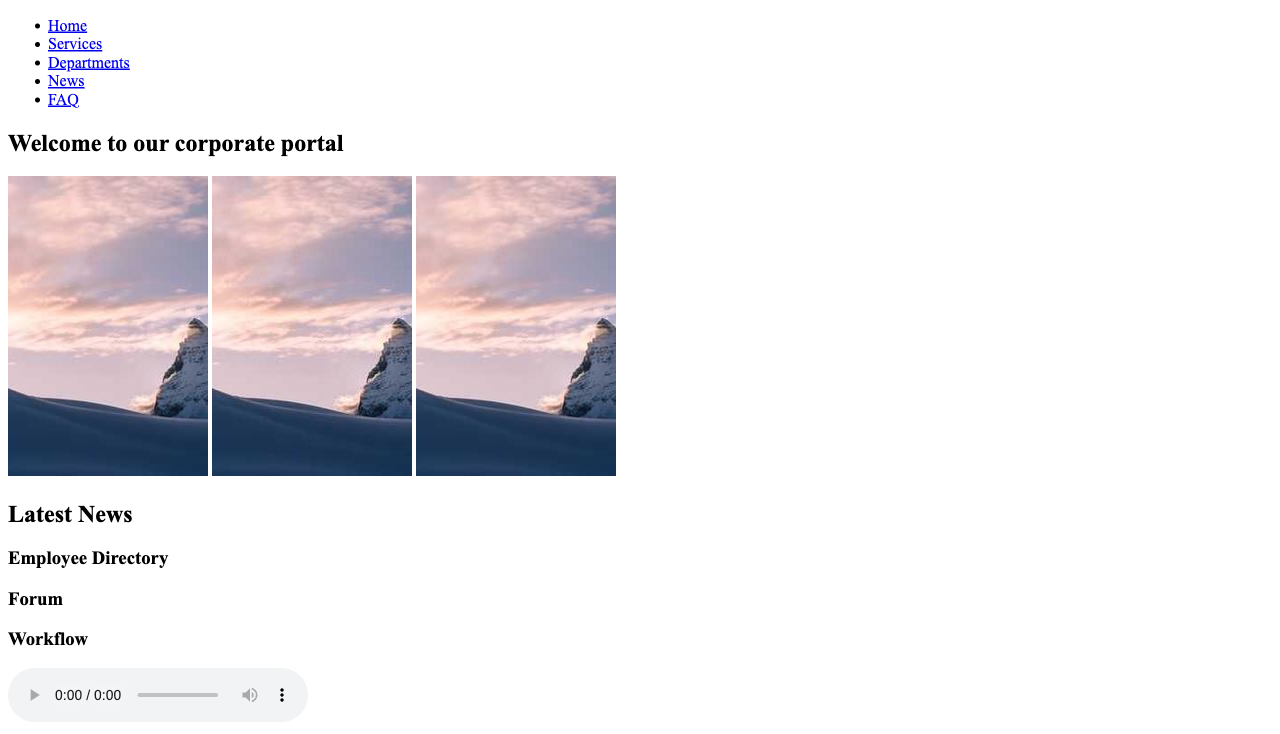 Home
Services
Departments
News
FAQ
Welcome to our corporate portal
Latest News
Employee Directory
Forum
Workflow
0:00 / 0:00